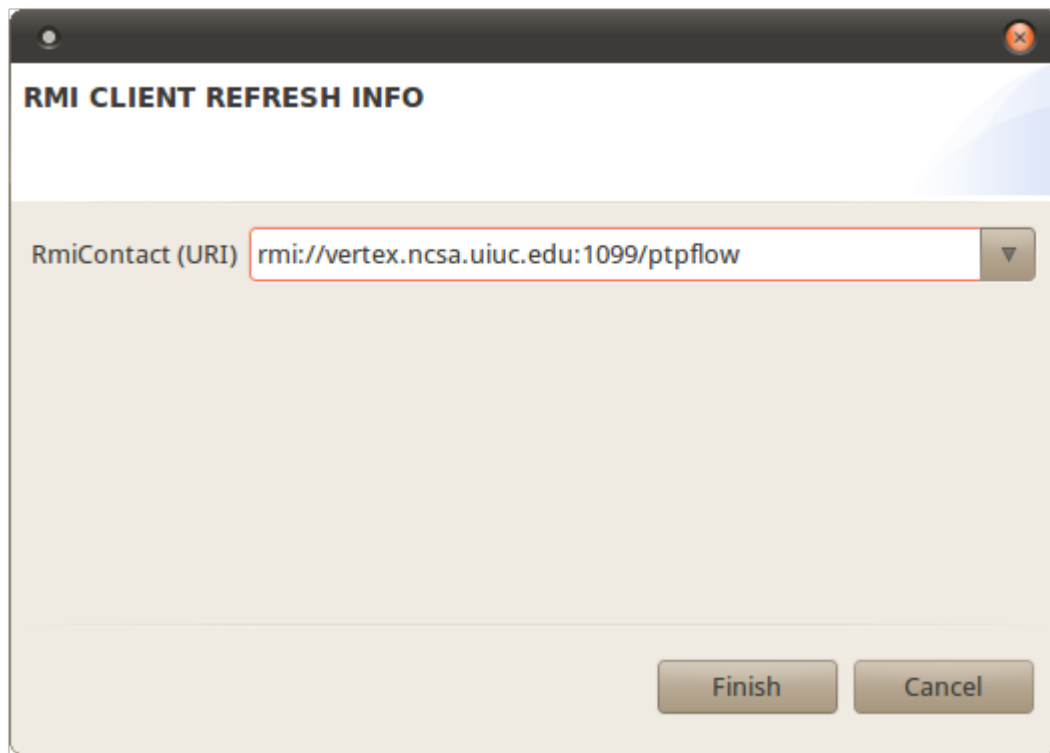 RMI CLIENT REFRESH INFO
RmiContact (URI) rmi://vertex.ncsa.uiuc.edu:1099/ptpflow
Finish Cancel